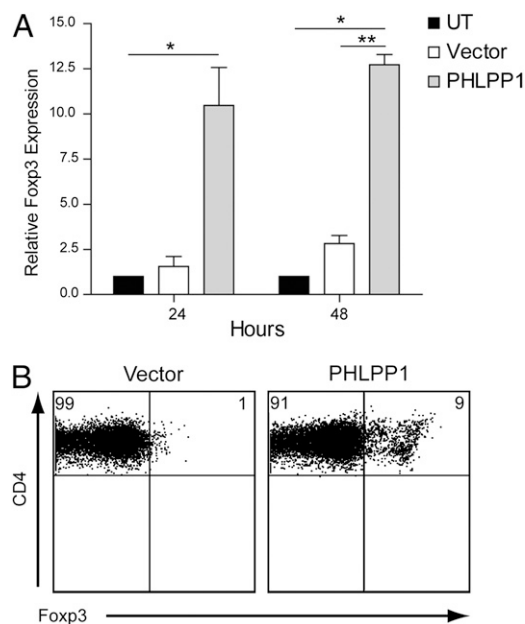 A
Relative Foxp3 Expression
15.0
12.5
10.0
7.5
5.0
2.5
0.0
*
*
**
24
48
Hours
UT
Vector
PHLPP1
B
Vector
PHLPP1
99
1
91
9
CD4
Foxp3